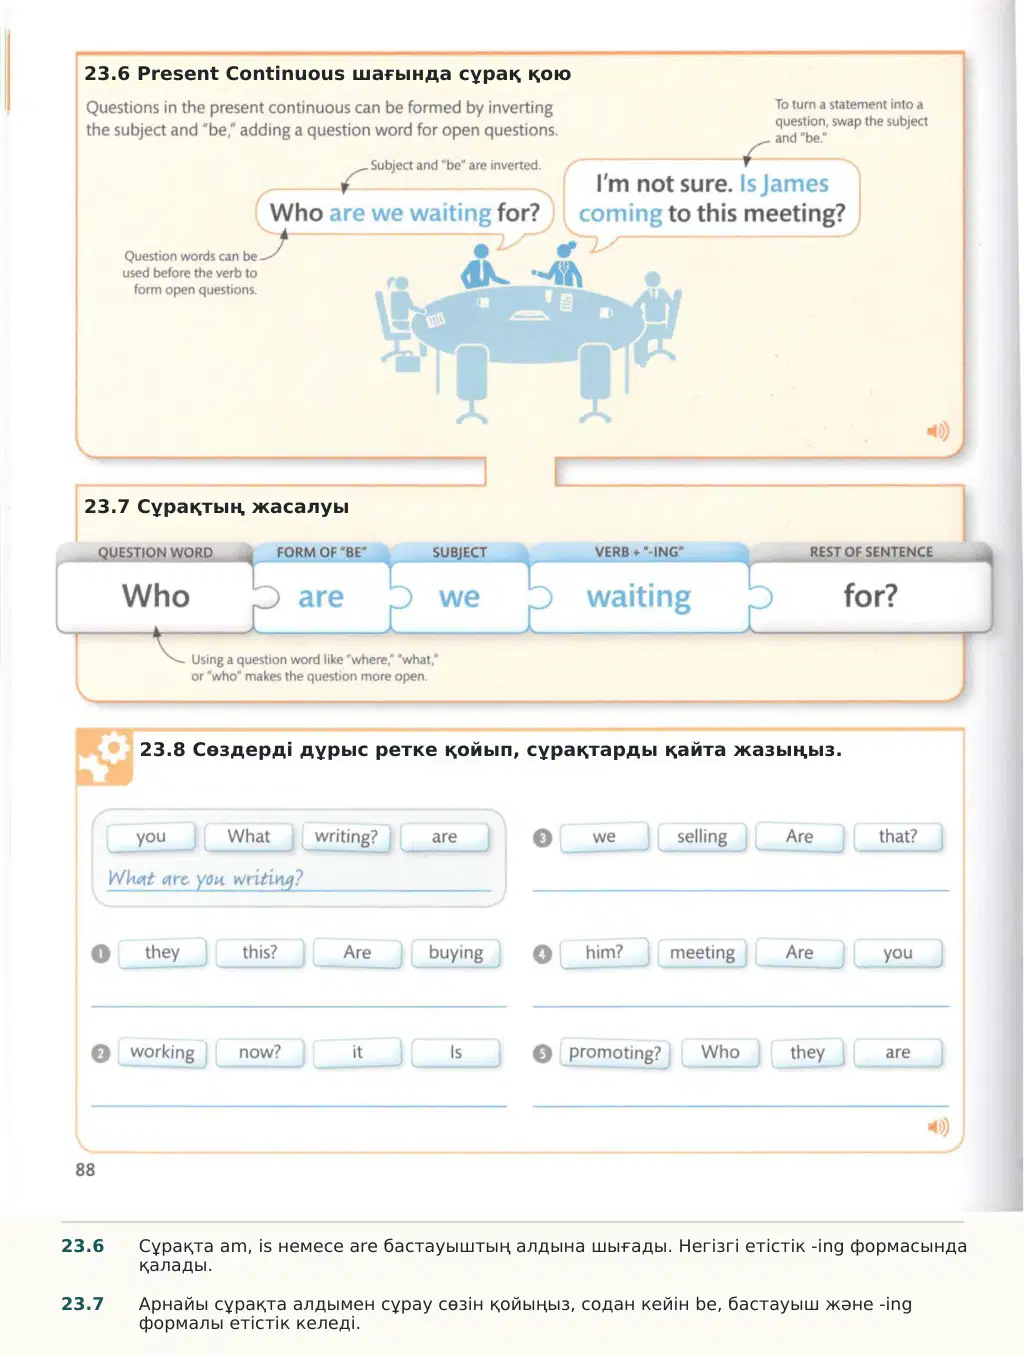 23.6 Present Continuous шағында сұрақ қою
Questions in the present continuous can be formed by inverting
the subject and "be," adding a question word for open questions.
To turn a statement into a
question, swap the subject
and "be."
Subject and "be" are inverted.
Who are we waiting for?
I'm not sure. Is James
coming to this meeting?
Question words can be
used before the verb to
form open questions.
23.7 Сұрақтың жасалуы
QUESTION WORD FORM OF "BE" SUBJECT VERB + "-ING" REST OF SENTENCE
Who are we waiting for?
Using a question word like "where," "what,"
or "who" makes the question more open.
23.8 Сөздерді дұрыс ретке қойып, сұрақтарды қайта жазыңыз.
you What writing? are
What are you writing?
1 they this? Are buying
2 working now? it Is
3 we selling Are that?
4 him? meeting Are you
5 promoting? Who they are
88
23.6 Сұрақта am, is немесе are бастауыштың алдына шығады. Негізгі етістік -ing формасында
қалады.
23.7 Арнайы сұрақта алдымен сұрау сөзін қойыңыз, содан кейін be, бастауыш және -ing
формалы етістік келеді.